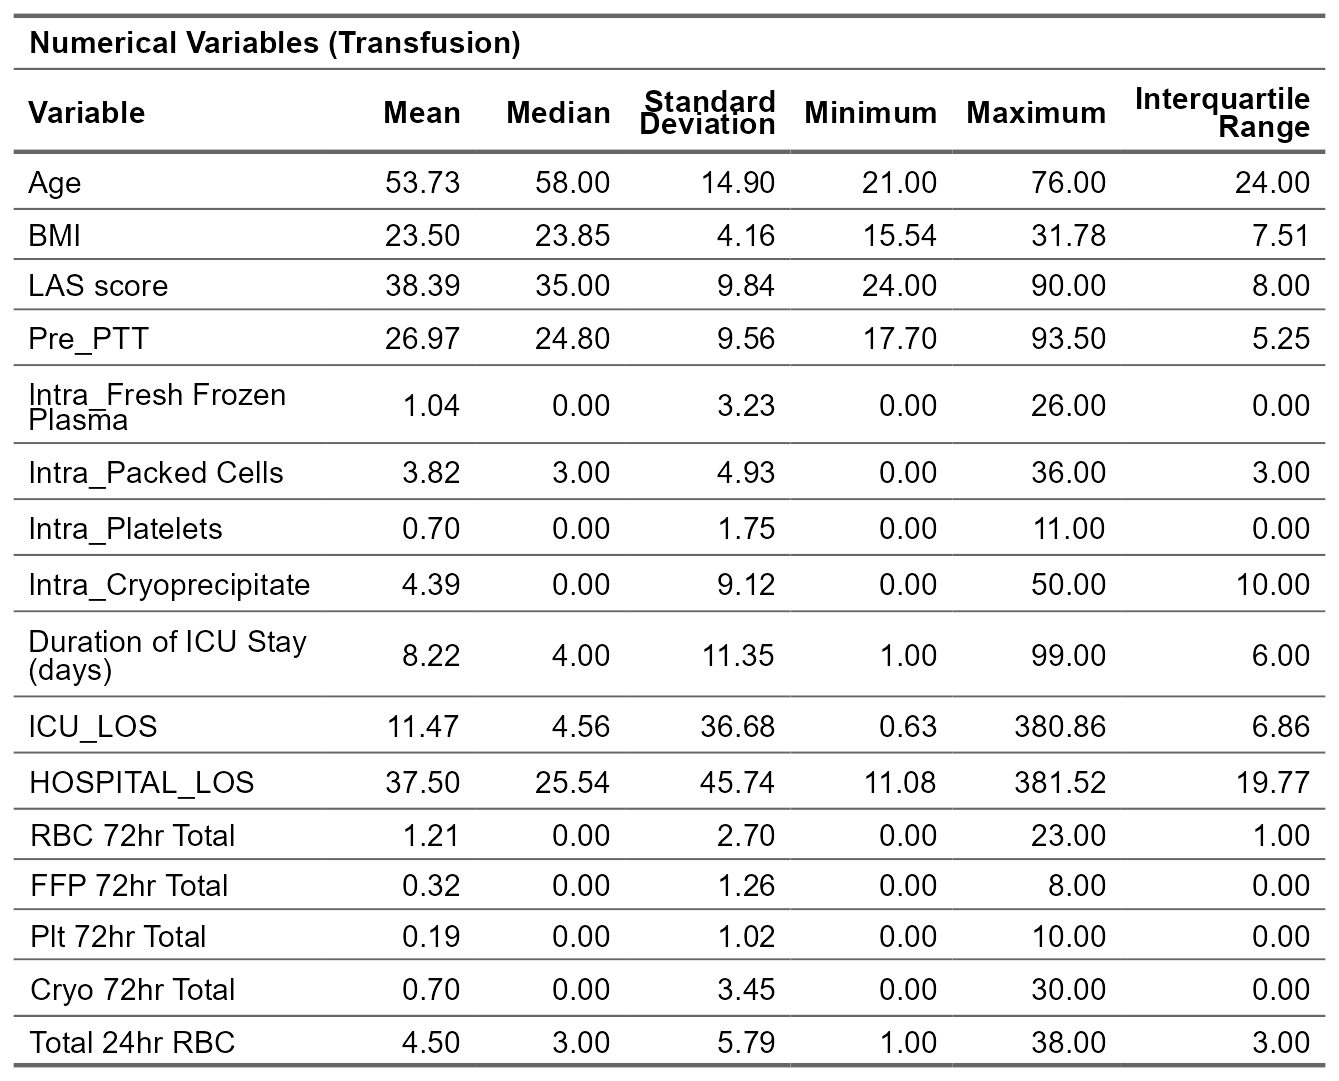 Numerical Variables (Transfusion)
Variable Mean Median Standard Deviation Minimum Maximum Interquartile Range
Age 53.73 58.00 14.90 21.00 76.00 24.00
BMI 23.50 23.85 4.16 15.54 31.78 7.51
LAS score 38.39 35.00 9.84 24.00 90.00 8.00
Pre_PTT 26.97 24.80 9.56 17.70 93.50 5.25
Intra_Fresh Frozen Plasma 1.04 0.00 3.23 0.00 26.00 0.00
Intra_Packed Cells 3.82 3.00 4.93 0.00 36.00 3.00
Intra_Platelets 0.70 0.00 1.75 0.00 11.00 0.00
Intra_Cryoprecipitate 4.39 0.00 9.12 0.00 50.00 10.00
Duration of ICU Stay (days) 8.22 4.00 11.35 1.00 99.00 6.00
ICU_LOS 11.47 4.56 36.68 0.63 380.86 6.86
HOSPITAL_LOS 37.50 25.54 45.74 11.08 381.52 19.77
RBC 72hr Total 1.21 0.00 2.70 0.00 23.00 1.00
FFP 72hr Total 0.32 0.00 1.26 0.00 8.00 0.00
Plt 72hr Total 0.19 0.00 1.02 0.00 10.00 0.00
Cryo 72hr Total 0.70 0.00 3.45 0.00 30.00 0.00
Total 24hr RBC 4.50 3.00 5.79 1.00 38.00 3.00